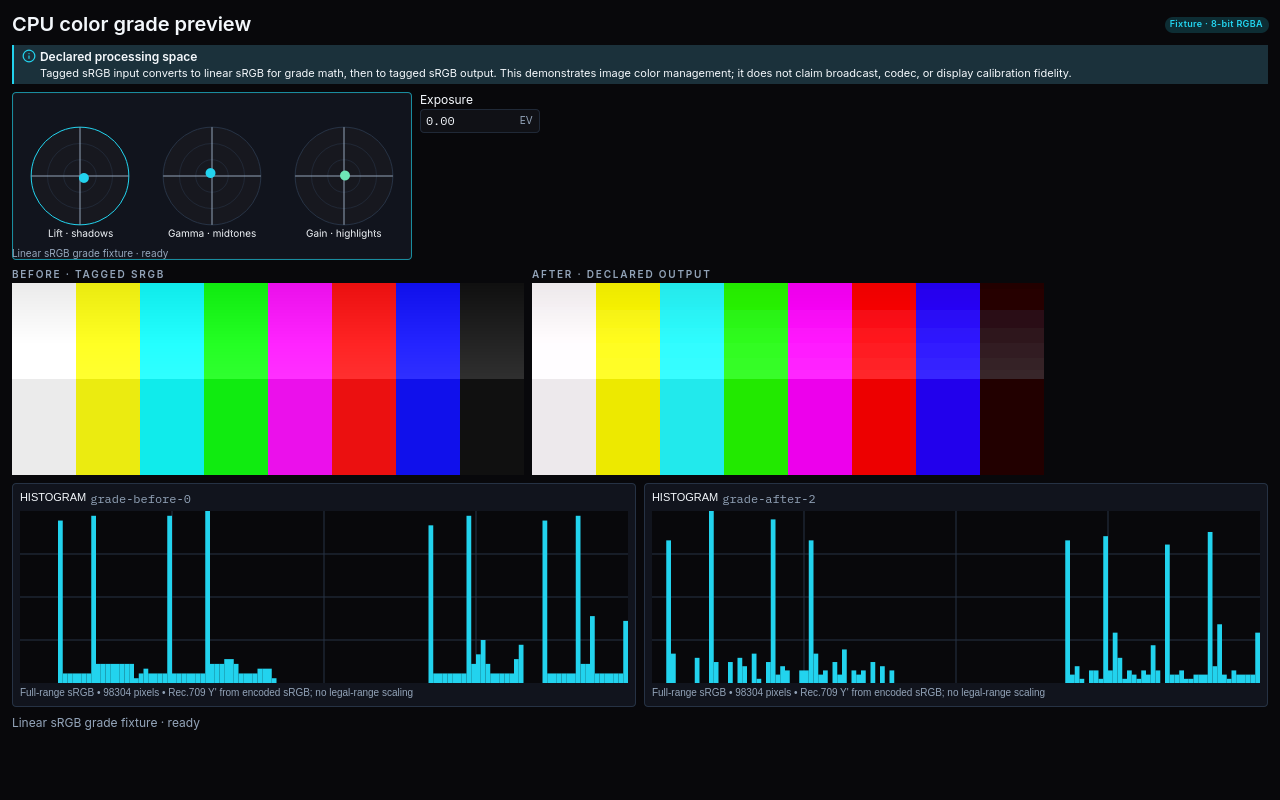 CPU color grade preview
Fixture · 8-bit RGBA
Declared processing space
Tagged sRGB input converts to linear sRGB for grade math, then to tagged sRGB output. This demonstrates image color management; it does not claim broadcast, codec, or display calibration fidelity.
Exposure
0.00 EV
Lift · shadows
Gamma · midtones
Gain · highlights
Linear sRGB grade fixture · ready
BEFORE · TAGGED SRGB
AFTER · DECLARED OUTPUT
HISTOGRAM grade-before-0
Full-range sRGB • 98304 pixels • Rec.709 Y′ from encoded sRGB; no legal-range scaling
HISTOGRAM grade-after-2
Full-range sRGB • 98304 pixels • Rec.709 Y′ from encoded sRGB; no legal-range scaling
Linear sRGB grade fixture · ready